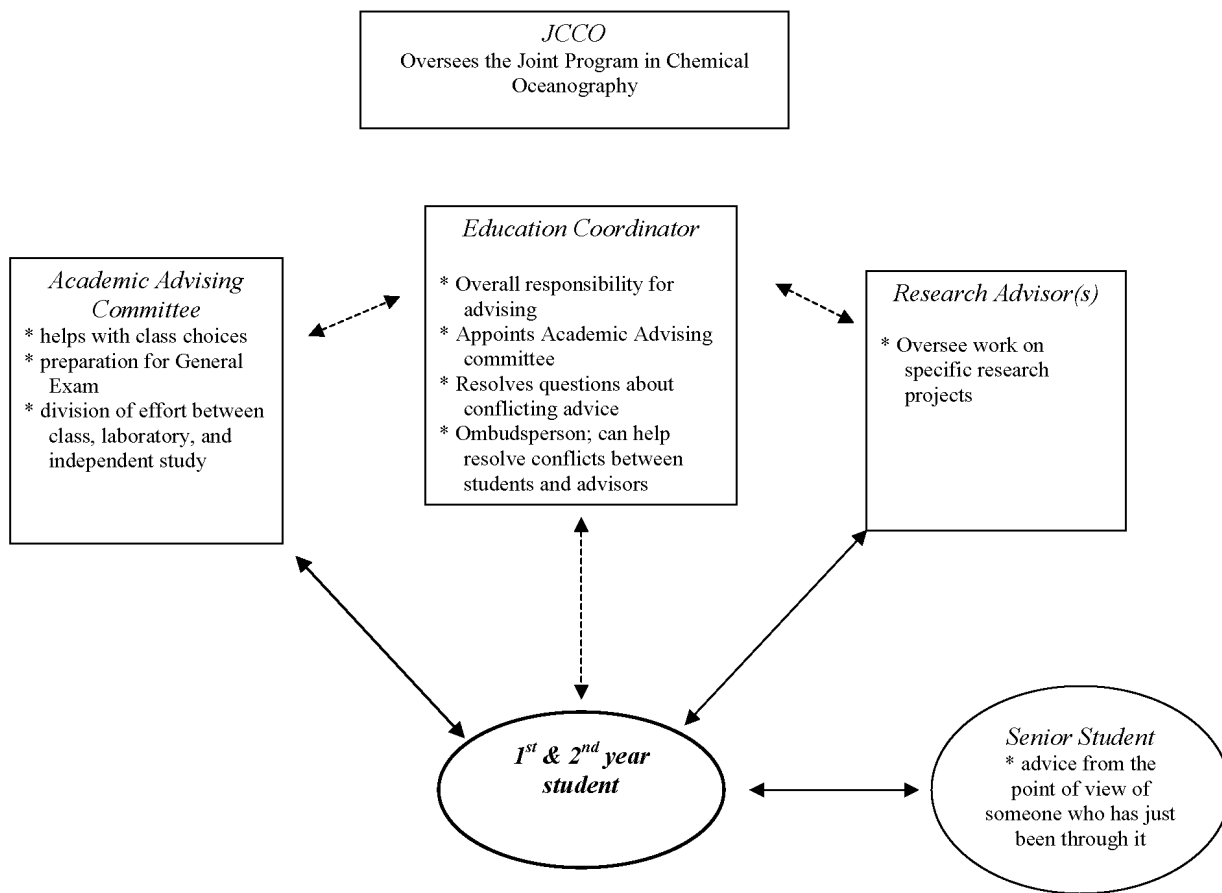 JCCO
Oversees the Joint Program in Chemical
Oceanography
Academic Advising
Committee
* helps with class choices
* preparation for General
Exam
* division of effort between
class, laboratory, and
independent study
Education Coordinator
* Overall responsibility for
advising
* Appoints Academic Advising
committee
* Resolves questions about
conflicting advice
* Ombudsperson; can help
resolve conflicts between
students and advisors
Research Advisor(s)
* Oversee work on
specific research
projects
1st & 2nd year
student
Senior Student
* advice from the
point of view of
someone who has just
been through it